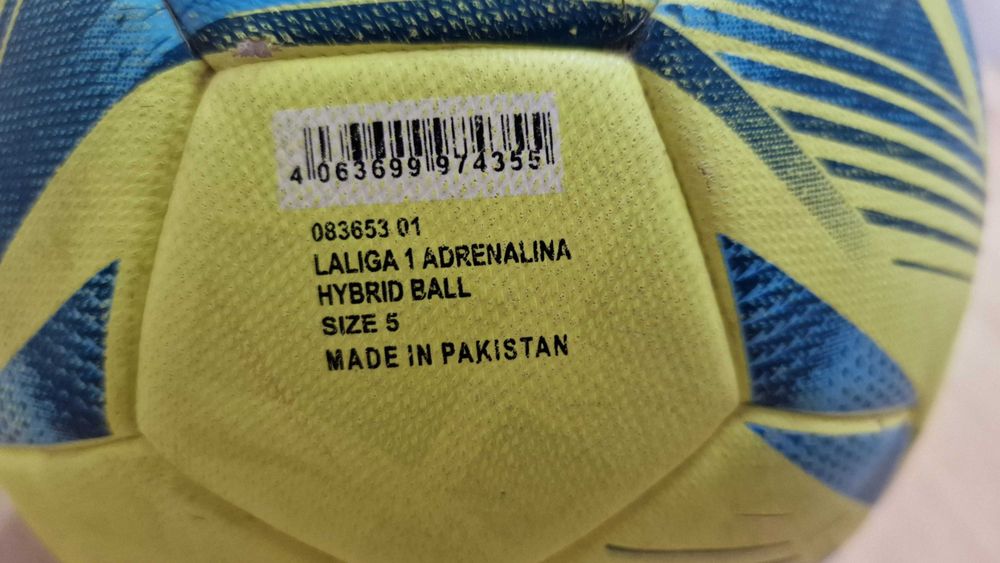 4 063699 974355
083653 01
LALIGA 1 ADRENALINA
HYBRID BALL
SIZE 5
MADE IN PAKISTAN